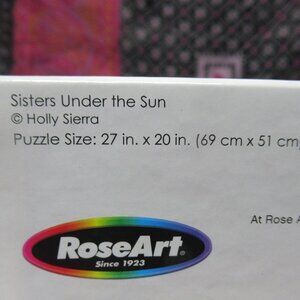 Sisters Under the Sun
© Holly Sierra
Puzzle Size: 27 in. x 20 in. (69 cm x 51 cm
At Rose A
RoseArt®
Since 1923